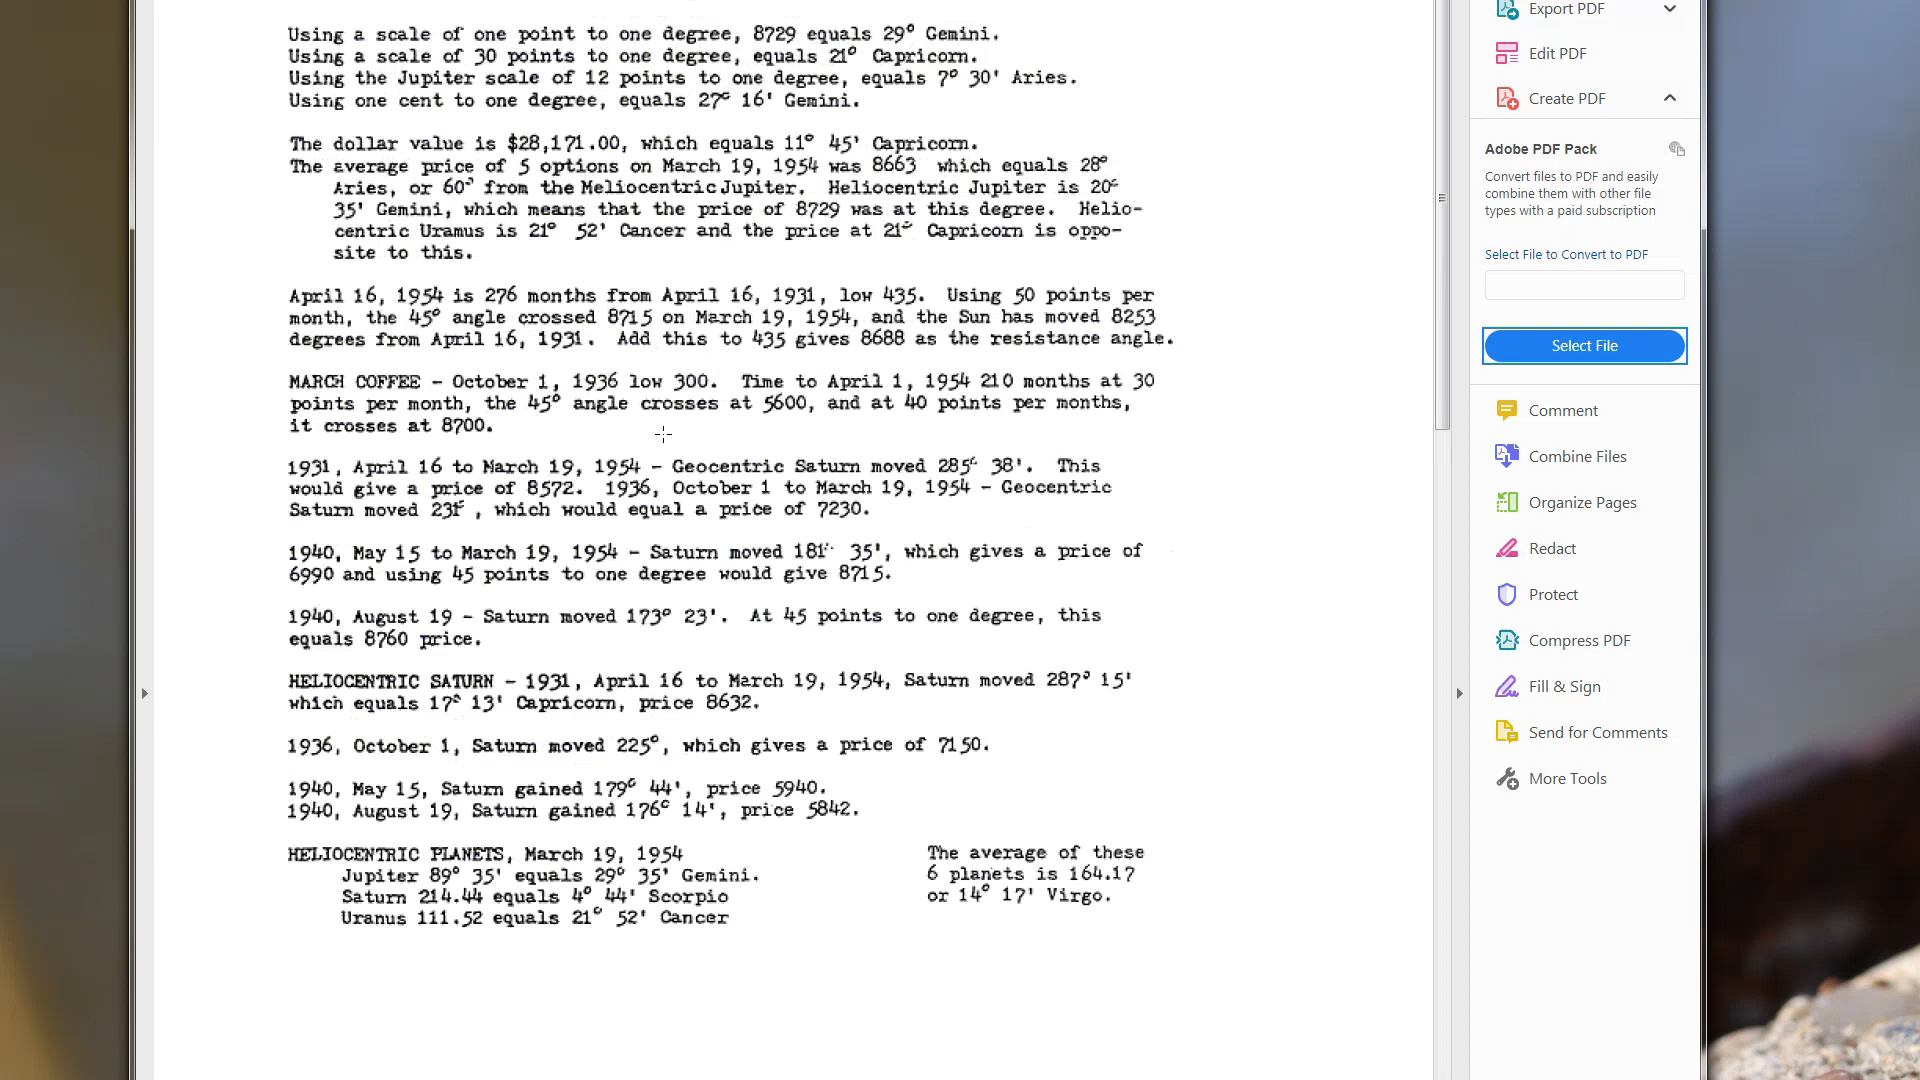 Using a scale of one point to one degree, 8729 equals 29° Gemini.
Using a scale of 30 points to one degree, equals 21° Capricorn.
Using the Jupiter scale of 12 points to one degree, equals 7° 30' Aries.
Using one cent to one degree, equals 27° 16' Gemini.
The dollar value is $28,171.00, which equals 11° 45' Capricorn.
The average price of 5 options on March 19, 1954 was 8663 which equals 28°
Aries, or 60° from the Meliocentric Jupiter. Heliocentric Jupiter is 20°
35' Gemini, which means that the price of 8729 was at this degree. Helio-
centric Uramus is 21° 52' Cancer and the price at 21° Capricorn is oppo-
site to this.
April 16, 1954 is 276 months from April 16, 1931, low 435. Using 50 points per
month, the 45° angle crossed 8715 on March 19, 1954, and the Sun has moved 8253
degrees from April 16, 1931. Add this to 435 gives 8688 as the resistance angle.
MARCH COFFEE - October 1, 1936 low 300. Time to April 1, 1954 210 months at 30
points per month, the 45° angle crosses at 5600, and at 40 points per months,
it crosses at 8700.
1931, April 16 to March 19, 1954 - Geocentric Saturn moved 285° 38'. This
would give a price of 8572. 1936, October 1 to March 19, 1954 - Geocentric
Saturn moved 231° , which would equal a price of 7230.
1940, May 15 to March 19, 1954 - Saturn moved 181° 35', which gives a price of
6990 and using 45 points to one degree would give 8715.
1940, August 19 - Saturn moved 173° 23'. At 45 points to one degree, this
equals 8760 price.
HELIOCENTRIC SATURN - 1931, April 16 to March 19, 1954, Saturn moved 287° 15'
which equals 17° 13' Capricorn, price 8632.
1936, October 1, Saturn moved 225°, which gives a price of 7150.
1940, May 15, Saturn gained 179° 44', price 5940.
1940, August 19, Saturn gained 176° 14', price 5842.
HELIOCENTRIC PLANETS, March 19, 1954
Jupiter 89° 35' equals 29° 35' Gemini.
Saturn 214.44 equals 4° 44' Scorpio
Uranus 111.52 equals 21° 52' Cancer
The average of these
6 planets is 164.17
or 14° 17' Virgo.
Export PDF
Edit PDF
Create PDF
Adobe PDF Pack
Convert files to PDF and easily
combine them with other file
types with a paid subscription
Select File to Convert to PDF
Select File
Comment
Combine Files
Organize Pages
Redact
Protect
Compress PDF
Fill & Sign
Send for Comments
More Tools